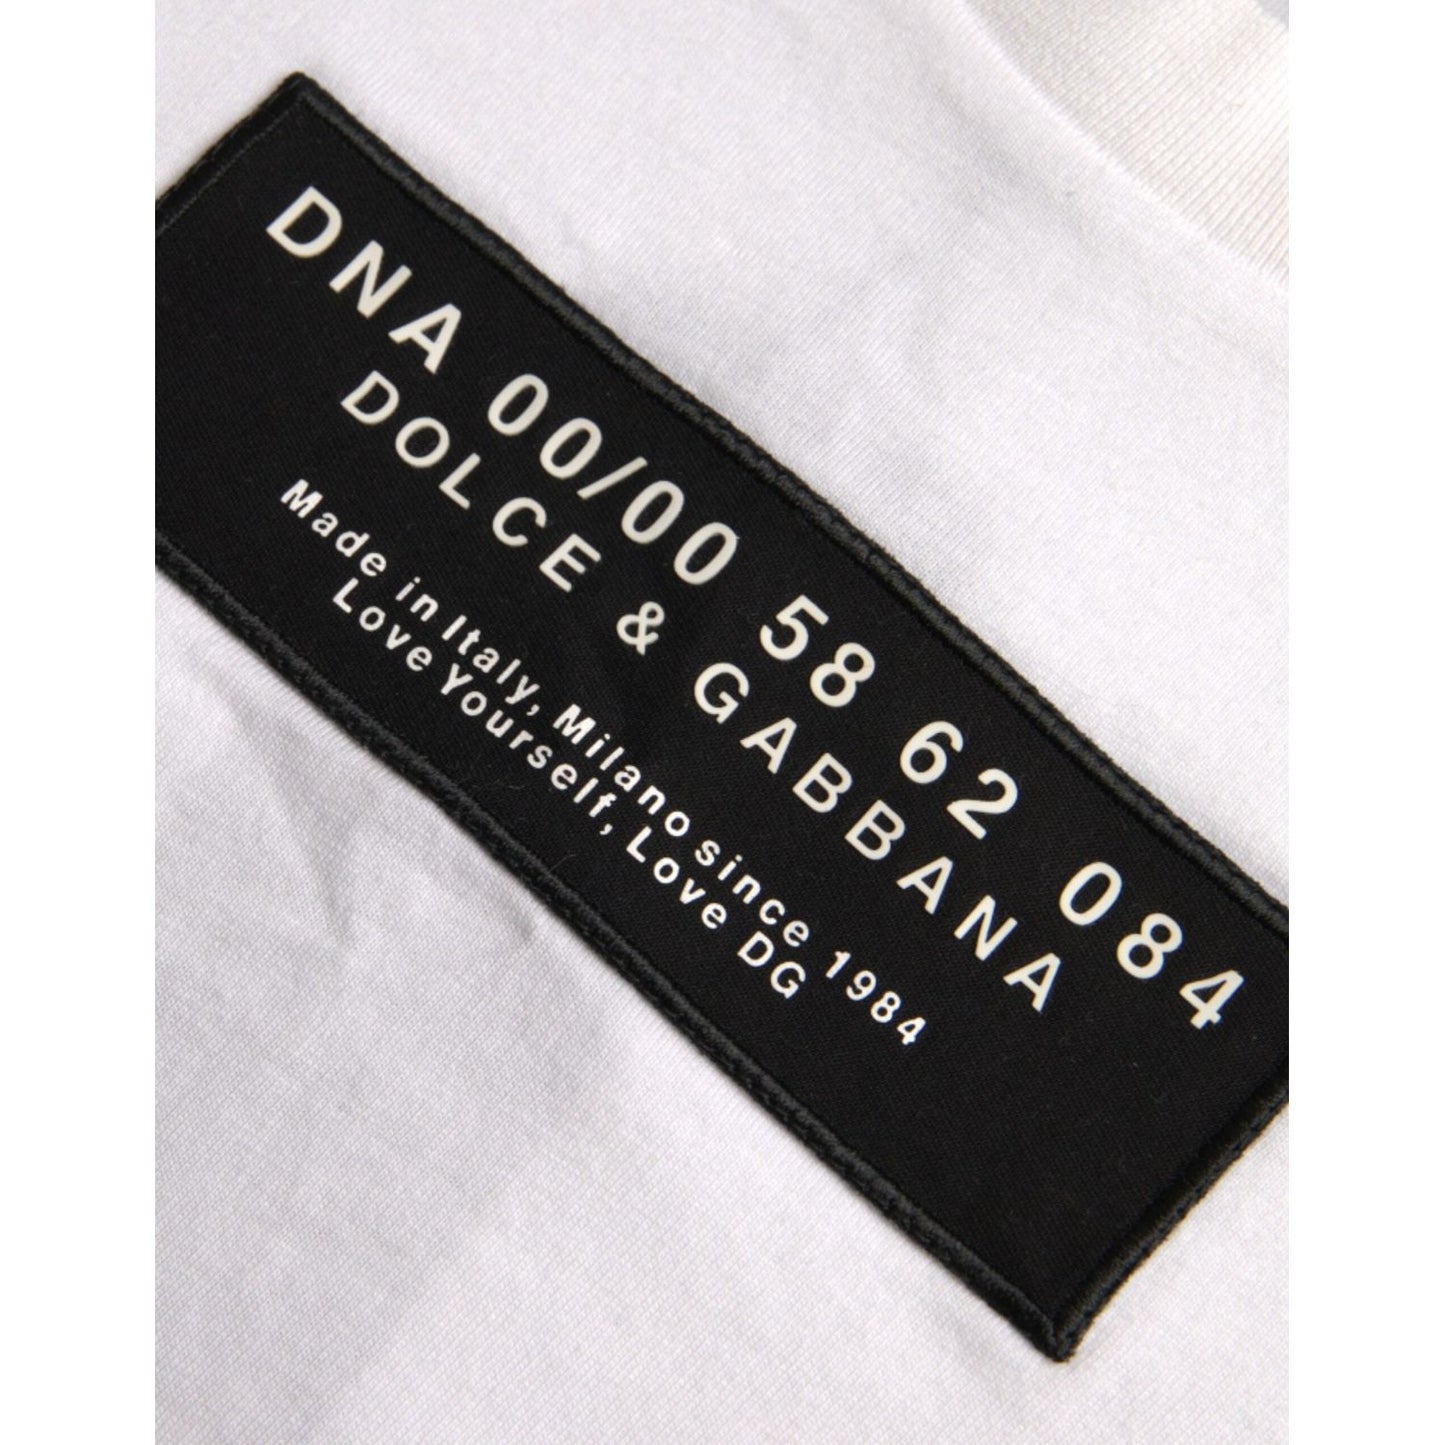 DNA 00/00 58 62 084
DOLCE & GABBANA
Made in Italy, Milano since 1984
Love Yourself, Love DG